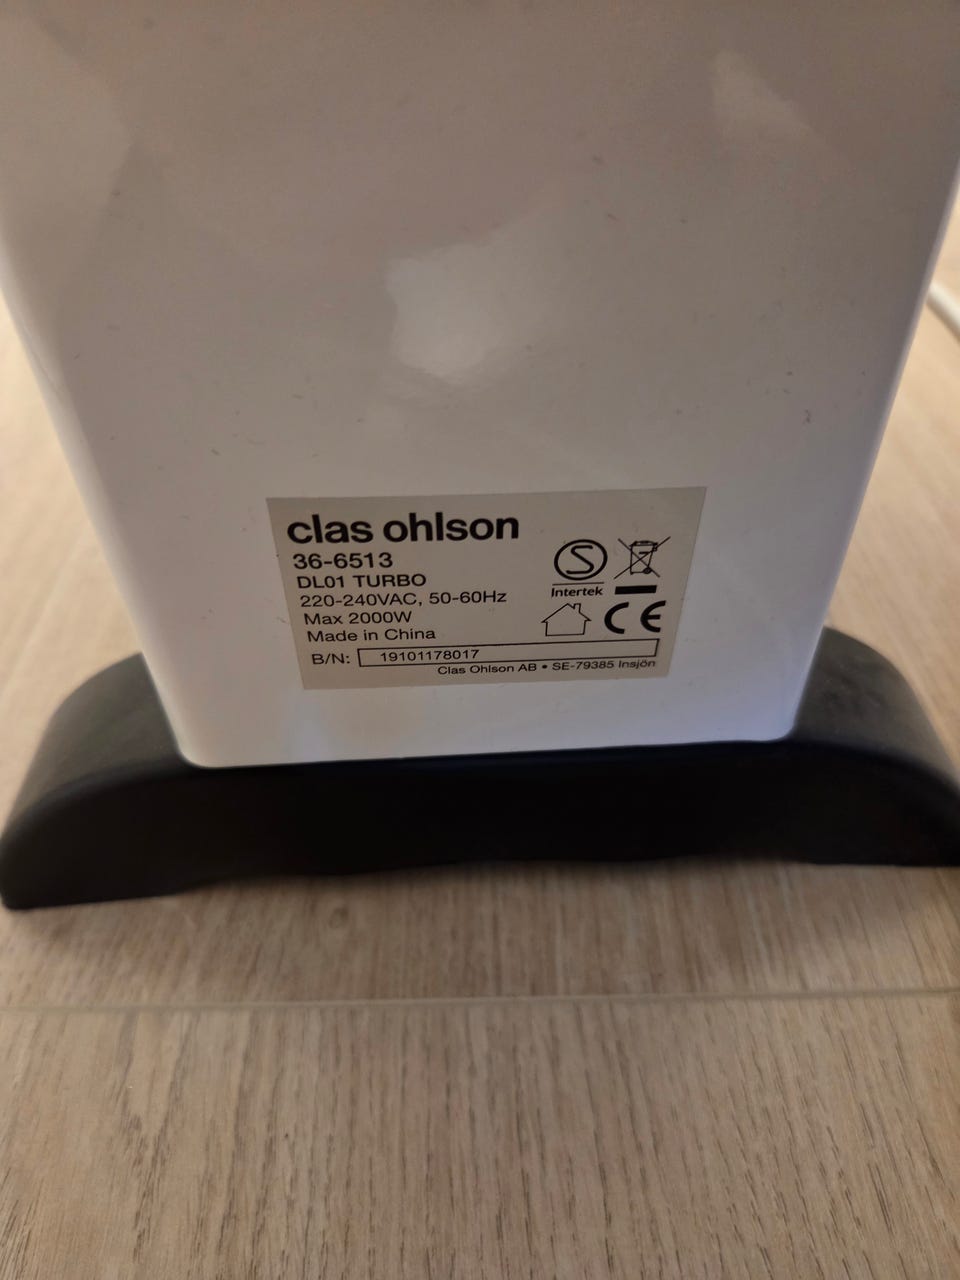 clas ohlson
36-6513
DL01 TURBO
220-240VAC, 50-60Hz
Max 2000W
Made in China
B/N: 19101178017
Clas Ohlson AB • SE-79385 Insjön
S
Intertek
CE